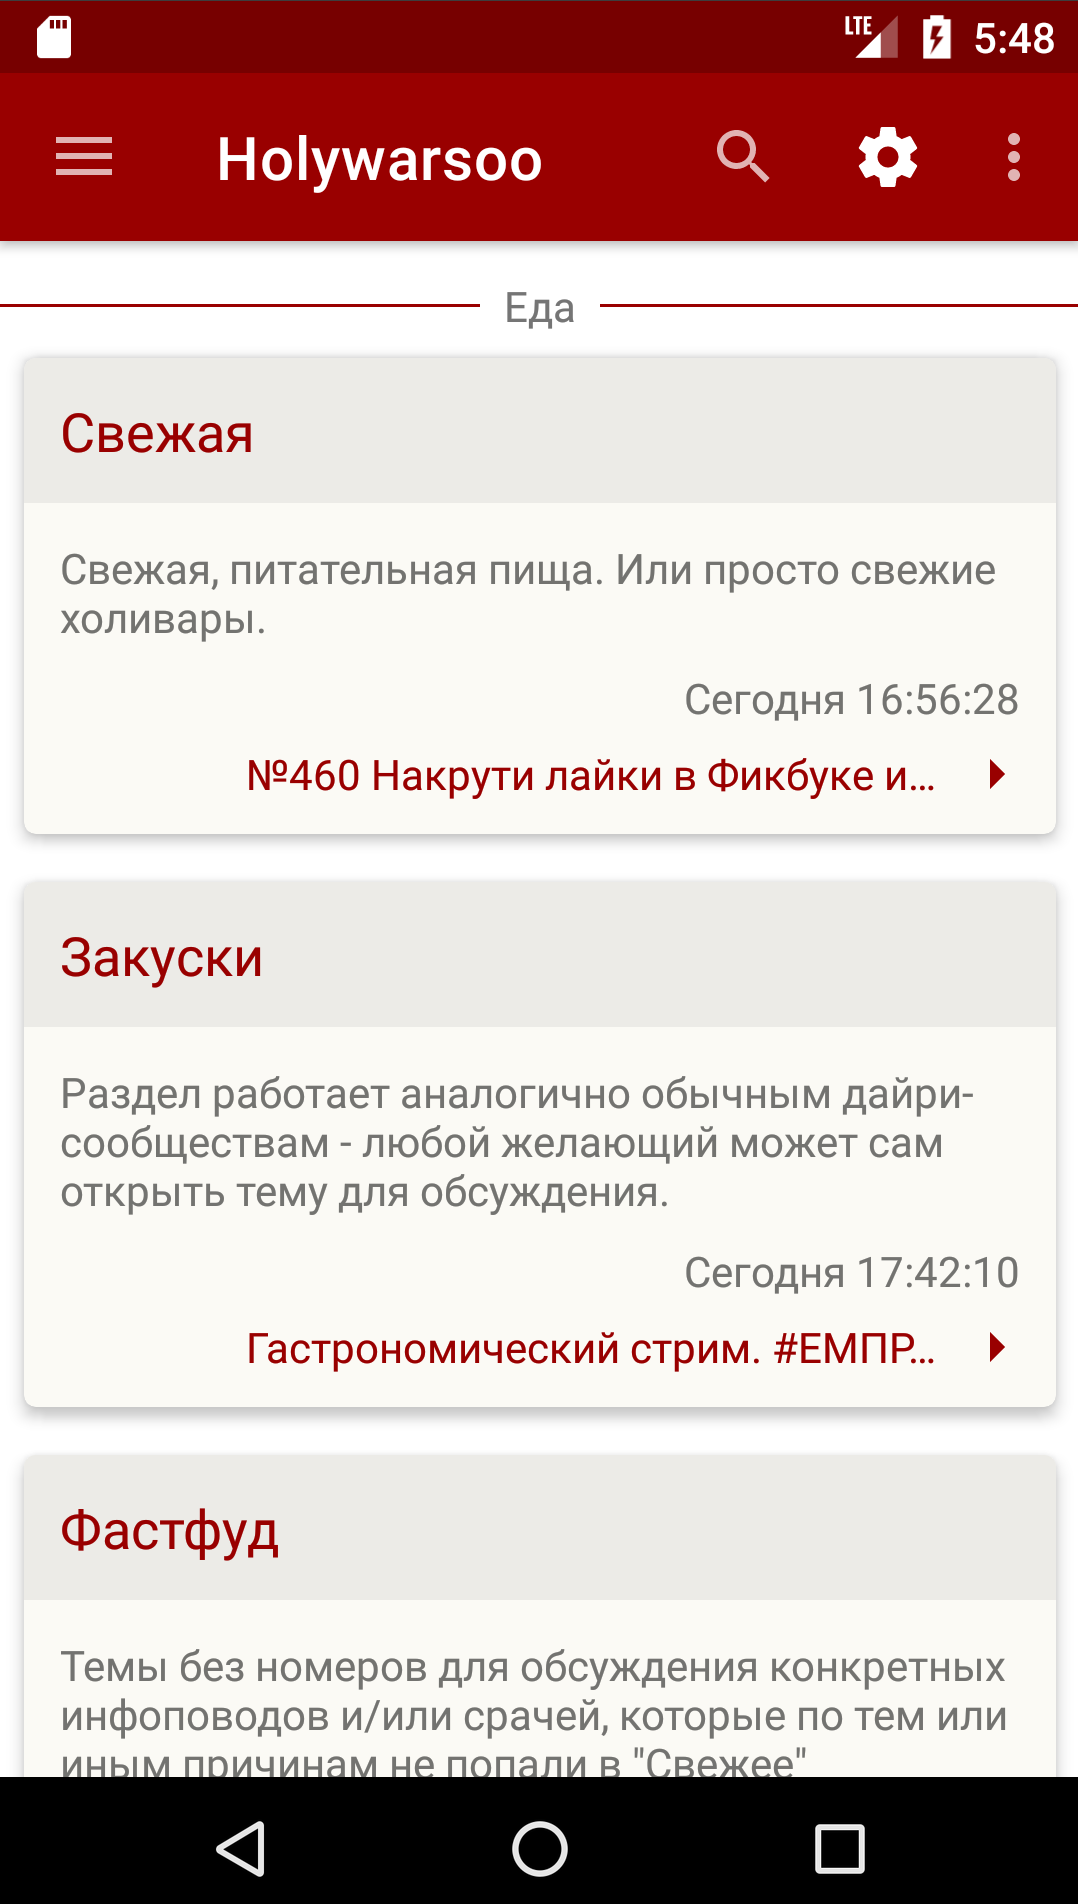 LTE 5:48
Holywarsoo
Еда
Свежая
Свежая, питательная пища. Или просто свежие
холивары.
Сегодня 16:56:28
№460 Накрути лайки в Фикбуке и...
Закуски
Раздел работает аналогично обычным дайри-
сообществам - любой желающий может сам
открыть тему для обсуждения.
Сегодня 17:42:10
Гастрономический стрим. #ЕМПР...
Фастфуд
Темы без номеров для обсуждения конкретных
инфоповодов и/или срачей, которые по тем или
иным причинам не попали в "Свежее"